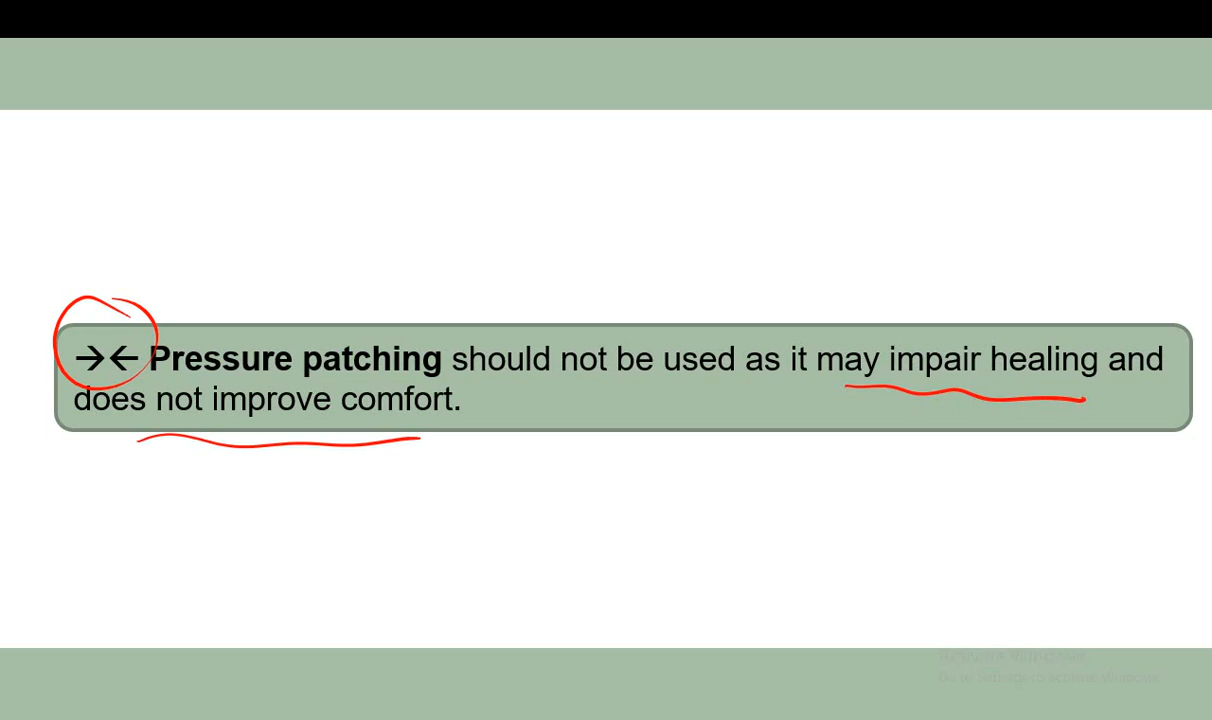 →← Pressure patching should not be used as it may impair healing and
does not improve comfort.